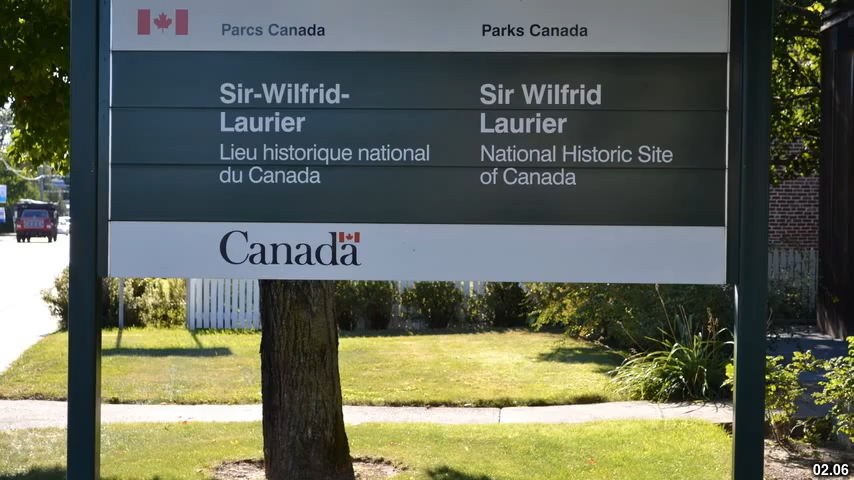 Parcs Canada
Parks Canada
Sir-Wilfrid-
Laurier
Lieu historique national
du Canada
Sir Wilfrid
Laurier
National Historic Site
of Canada
Canada
02.06